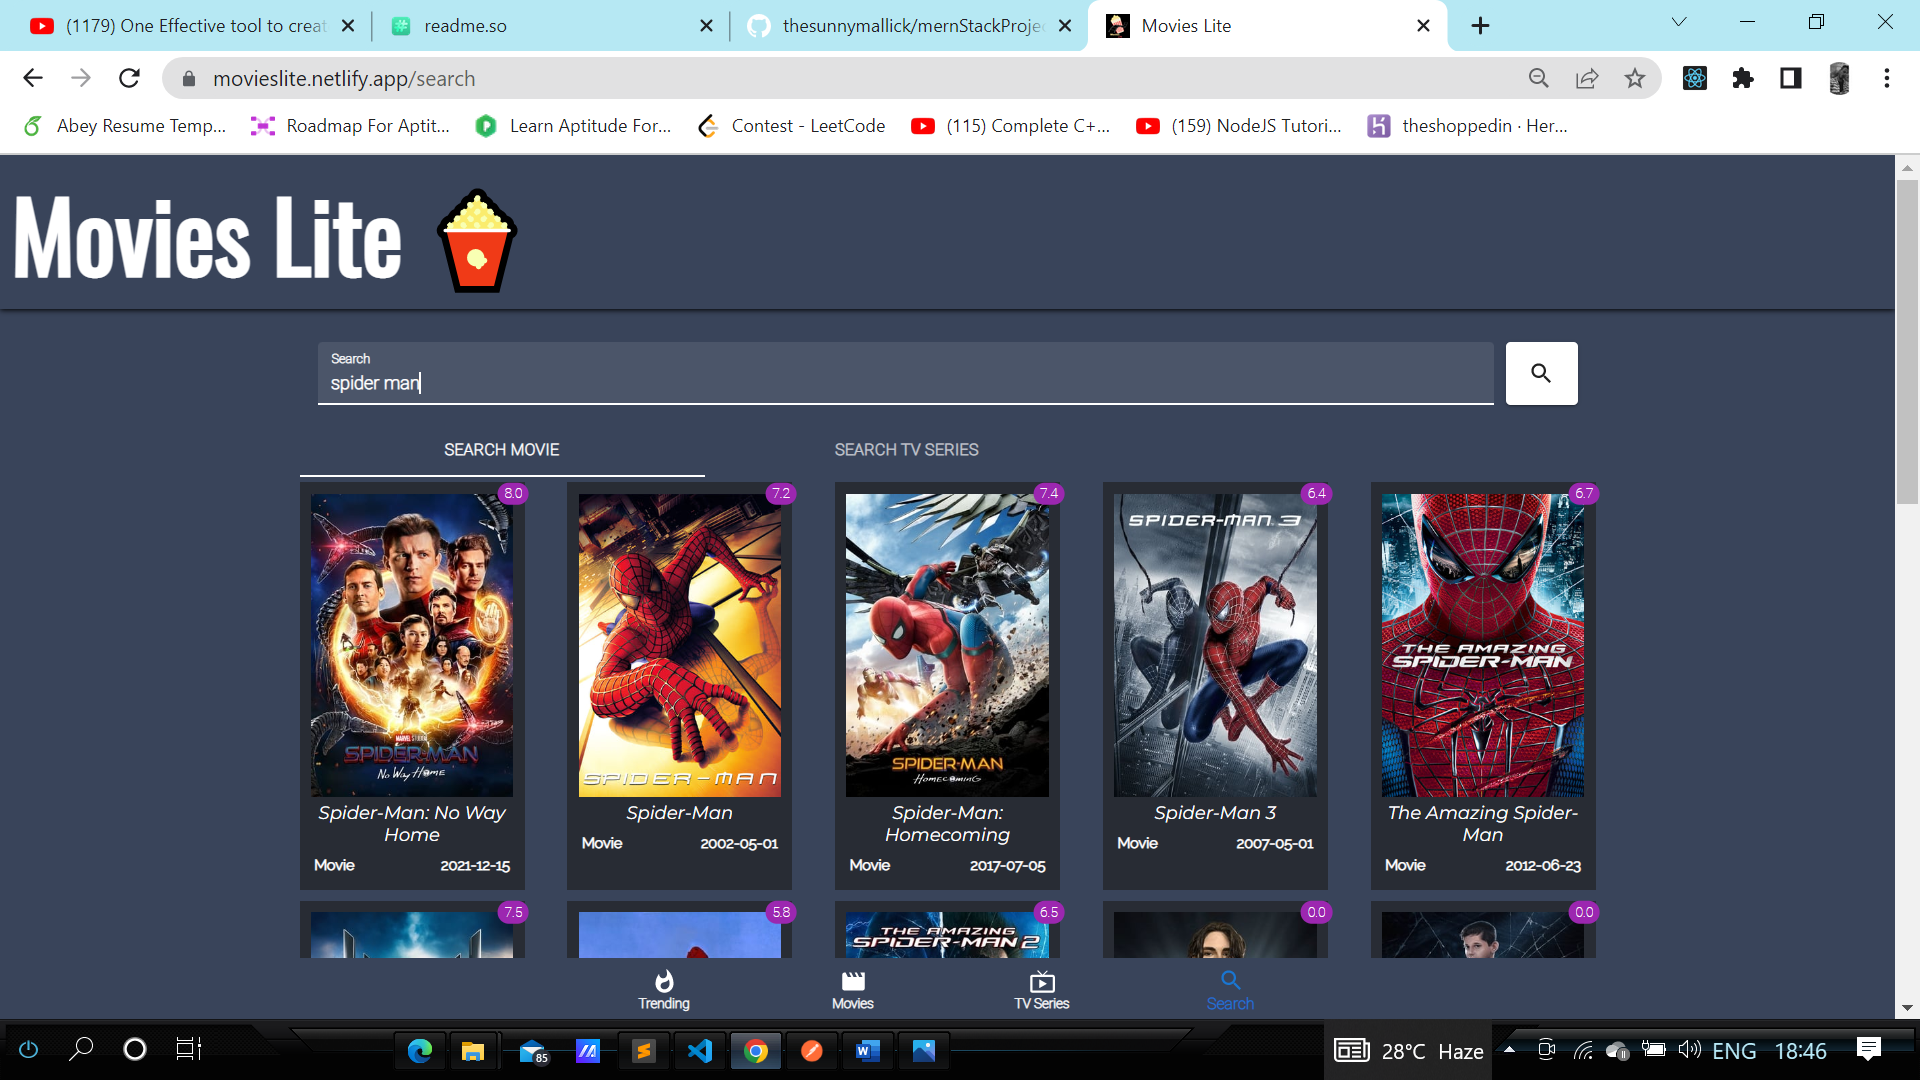 (1179) One Effective tool to creat
readme.so
thesunnymallick/mernStackProje
Movies Lite
movieslite.netlify.app/search
Abey Resume Temp...
Roadmap For Aptit...
Learn Aptitude For...
Contest - LeetCode
(115) Complete C+...
(159) NodeJS Tutori...
theshoppedin · Her...
Movies Lite
Search
spider man
SEARCH MOVIE
SEARCH TV SERIES
8.0
7.2
7.4
6.4
6.7
MARVEL STUDIOS
SPIDER-MAN
No Way Home
SPIDER-MAN
SPIDER-MAN
HOMECOMING
SPIDER-MAN 3
THE AMAZING
SPIDER-MAN
Spider-Man: No Way
Home
Movie
2021-12-15
Spider-Man
Movie
2002-05-01
Spider-Man:
Homecoming
Movie
2017-07-05
Spider-Man 3
Movie
2007-05-01
The Amazing Spider-
Man
Movie
2012-06-23
7.5
5.8
6.5
0.0
0.0
THE AMAZING
SPIDER-MAN 2
Trending
Movies
TV Series
Search
85
28°C Haze
ENG
18:46